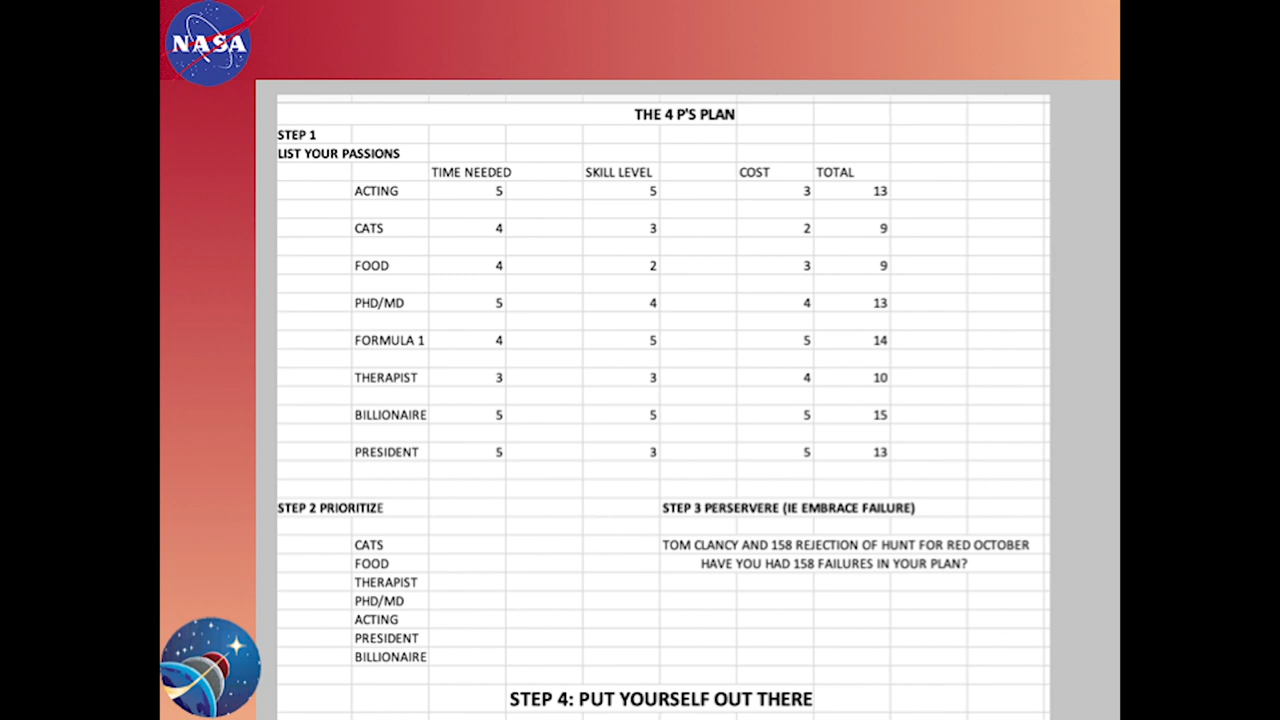 NASA
THE 4 P'S PLAN
STEP 1
LIST YOUR PASSIONS
TIME NEEDED SKILL LEVEL COST TOTAL
ACTING 5 5 3 13
CATS 4 3 2 9
FOOD 4 2 3 9
PHD/MD 5 4 4 13
FORMULA 1 4 5 5 14
THERAPIST 3 3 4 10
BILLIONAIRE 5 5 5 15
PRESIDENT 5 3 5 13
STEP 2 PRIORITIZE STEP 3 PERSERVERE (IE EMBRACE FAILURE)
CATS TOM CLANCY AND 158 REJECTION OF HUNT FOR RED OCTOBER
FOOD HAVE YOU HAD 158 FAILURES IN YOUR PLAN?
THERAPIST
PHD/MD
ACTING
PRESIDENT
BILLIONAIRE
STEP 4: PUT YOURSELF OUT THERE